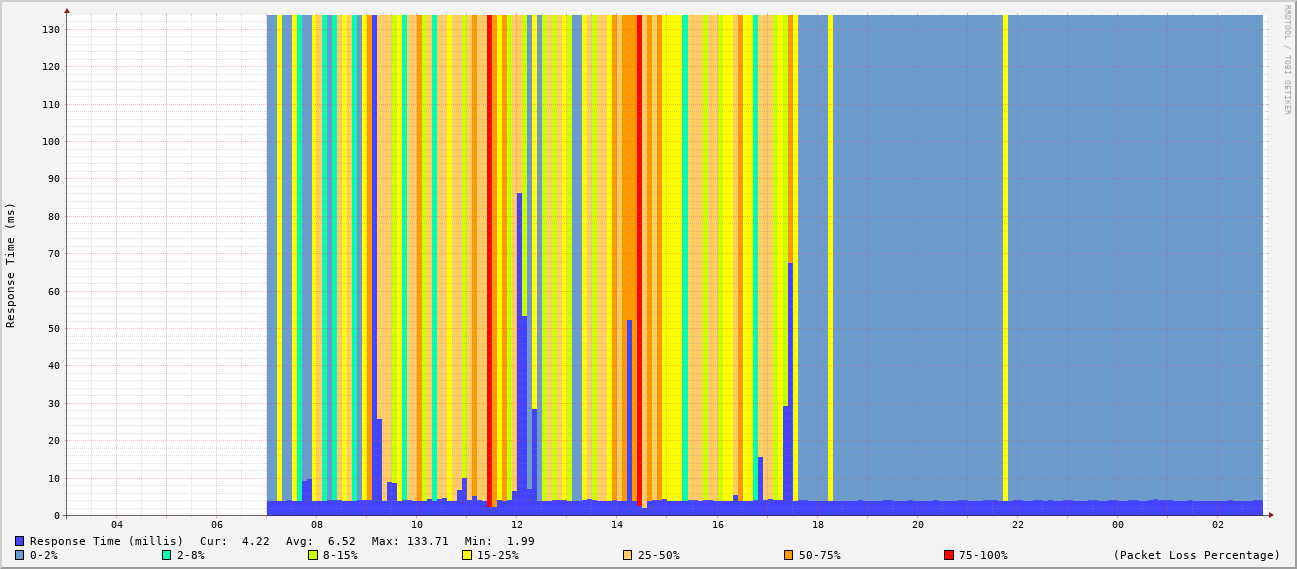 RRDTOOL / TOBI OETIKER
Response Time (ms)
130
120
110
100
90
80
70
60
50
40
30
20
10
0
04 06 08 10 12 14 16 18 20 22 00 02
Response Time (millis) Cur: 4.22 Avg: 6.52 Max: 133.71 Min: 1.99
0-2% 2-8% 8-15% 15-25% 25-50% 50-75% 75-100% (Packet Loss Percentage)